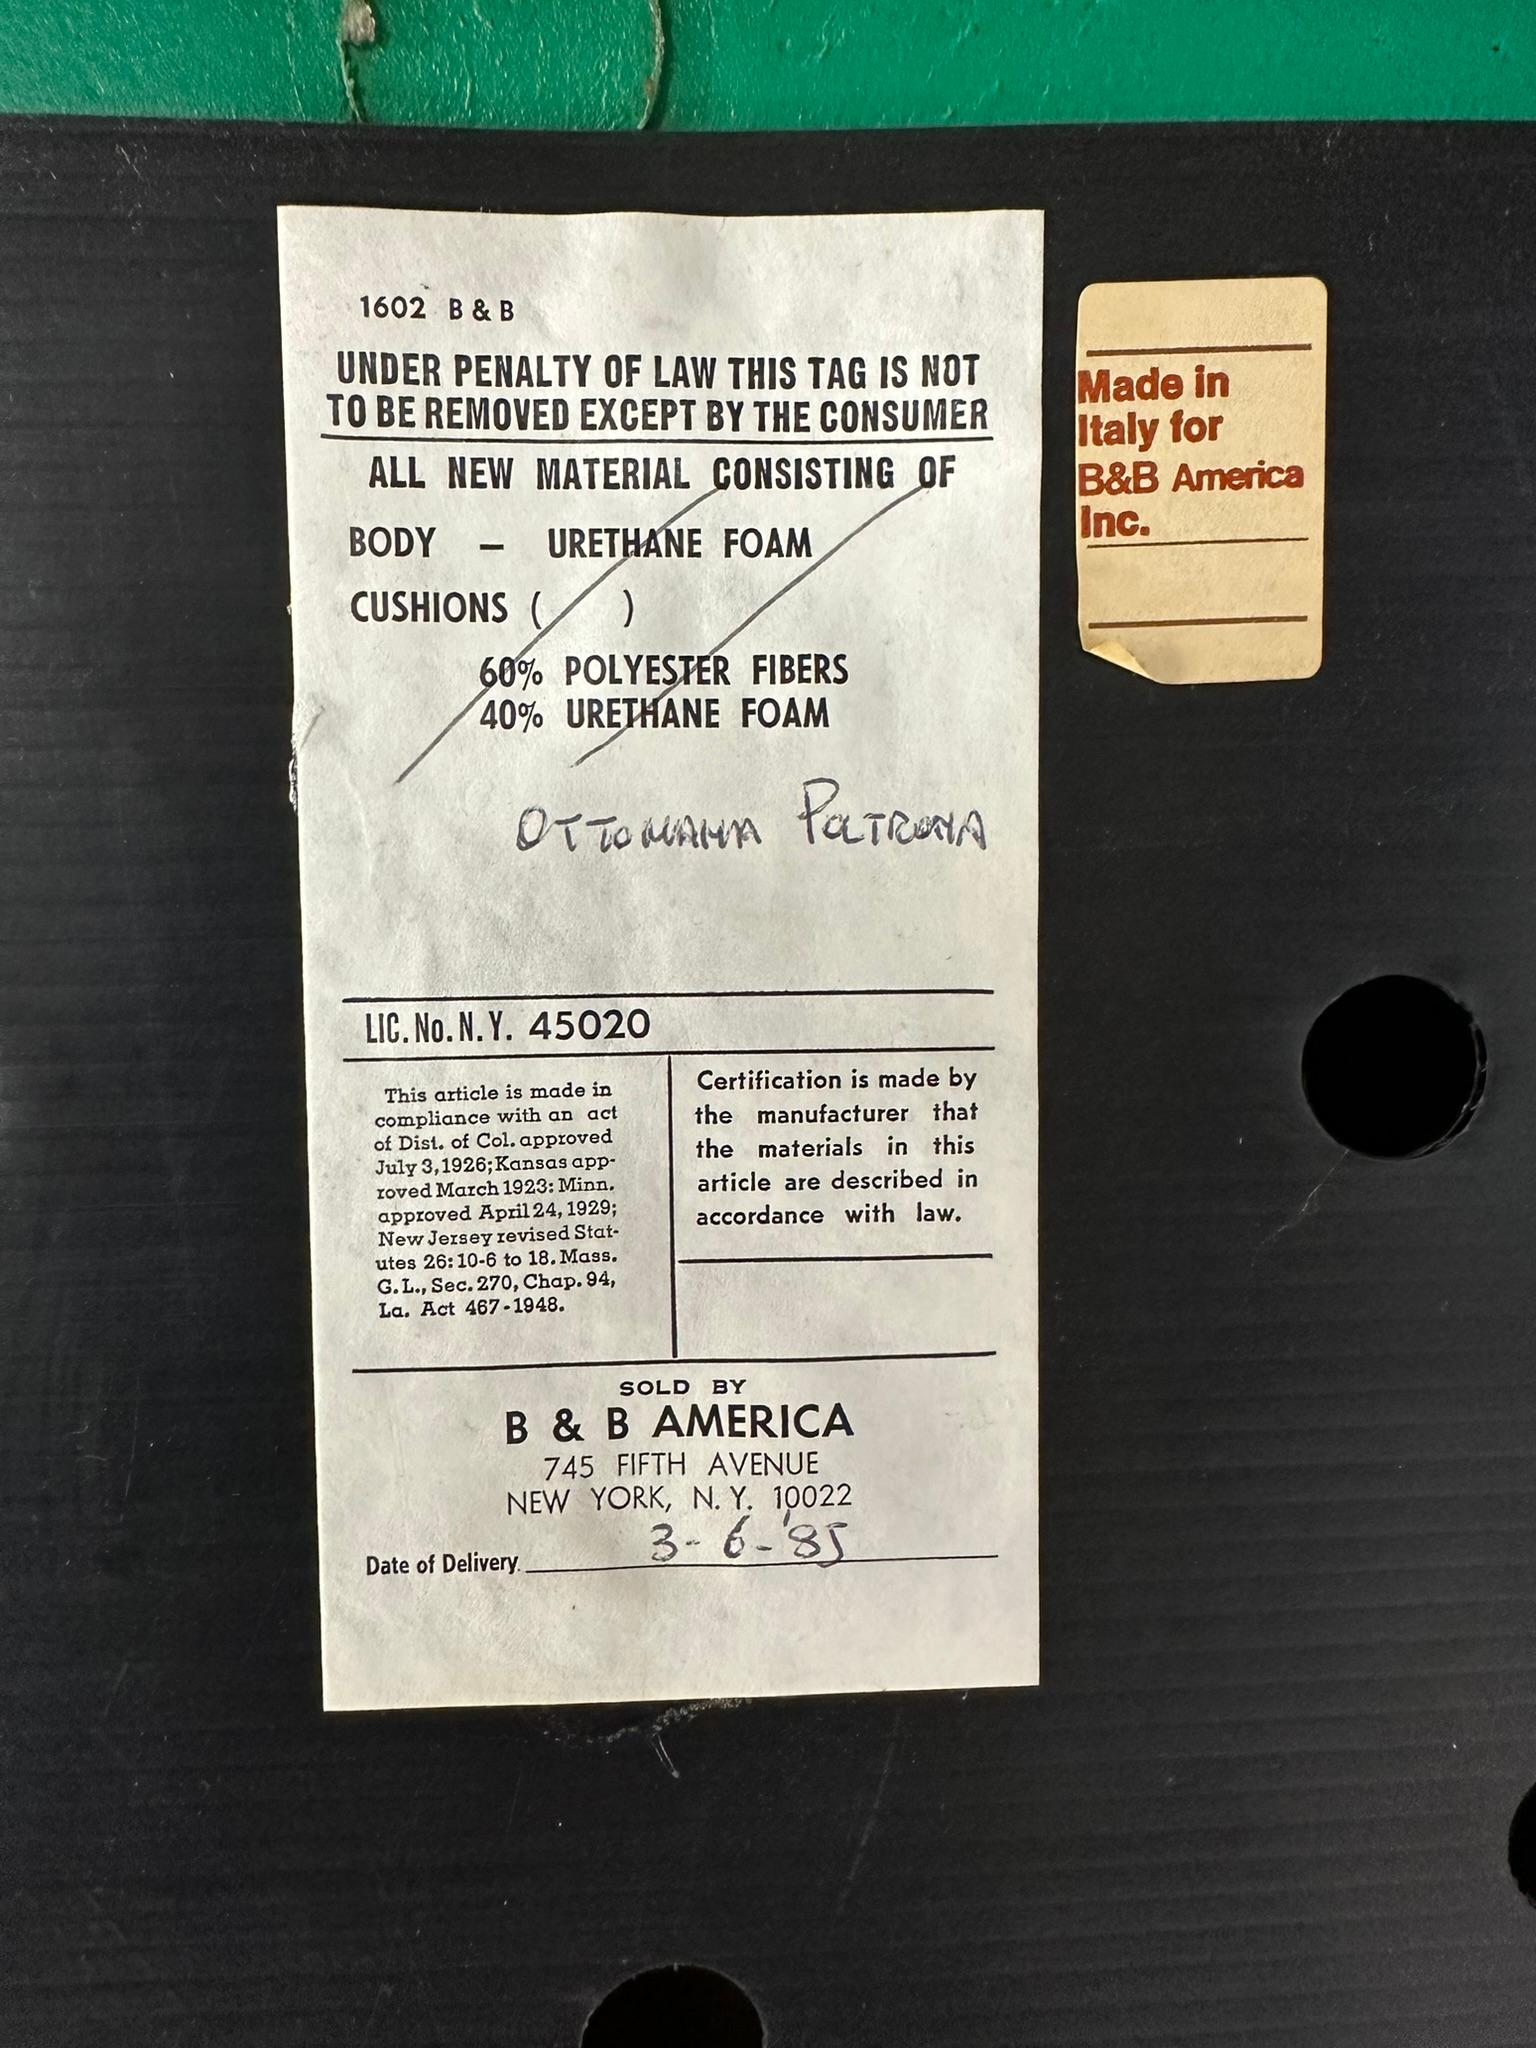 1602 B & B
UNDER PENALTY OF LAW THIS TAG IS NOT
TO BE REMOVED EXCEPT BY THE CONSUMER
ALL NEW MATERIAL CONSISTING OF
BODY — URETHANE FOAM
CUSHIONS ( )
60% POLYESTER FIBERS
40% URETHANE FOAM
OTTOMANA POLTRONA
LIC. No. N.Y. 45020
This article is made in
compliance with an act
of Dist. of Col. approved
July 3, 1926; Kansas app-
roved March 1923: Minn.
approved April 24, 1929;
New Jersey revised Stat-
utes 26: 10-6 to 18. Mass.
G.L., Sec. 270, Chap. 94,
La. Act 467-1948.
Certification is made by
the manufacturer that
the materials in this
article are described in
accordance with law.
SOLD BY
B & B AMERICA
745 FIFTH AVENUE
NEW YORK, N.Y. 10022
Date of Delivery. 3-6-'85
Made in
Italy for
B&B America
Inc.